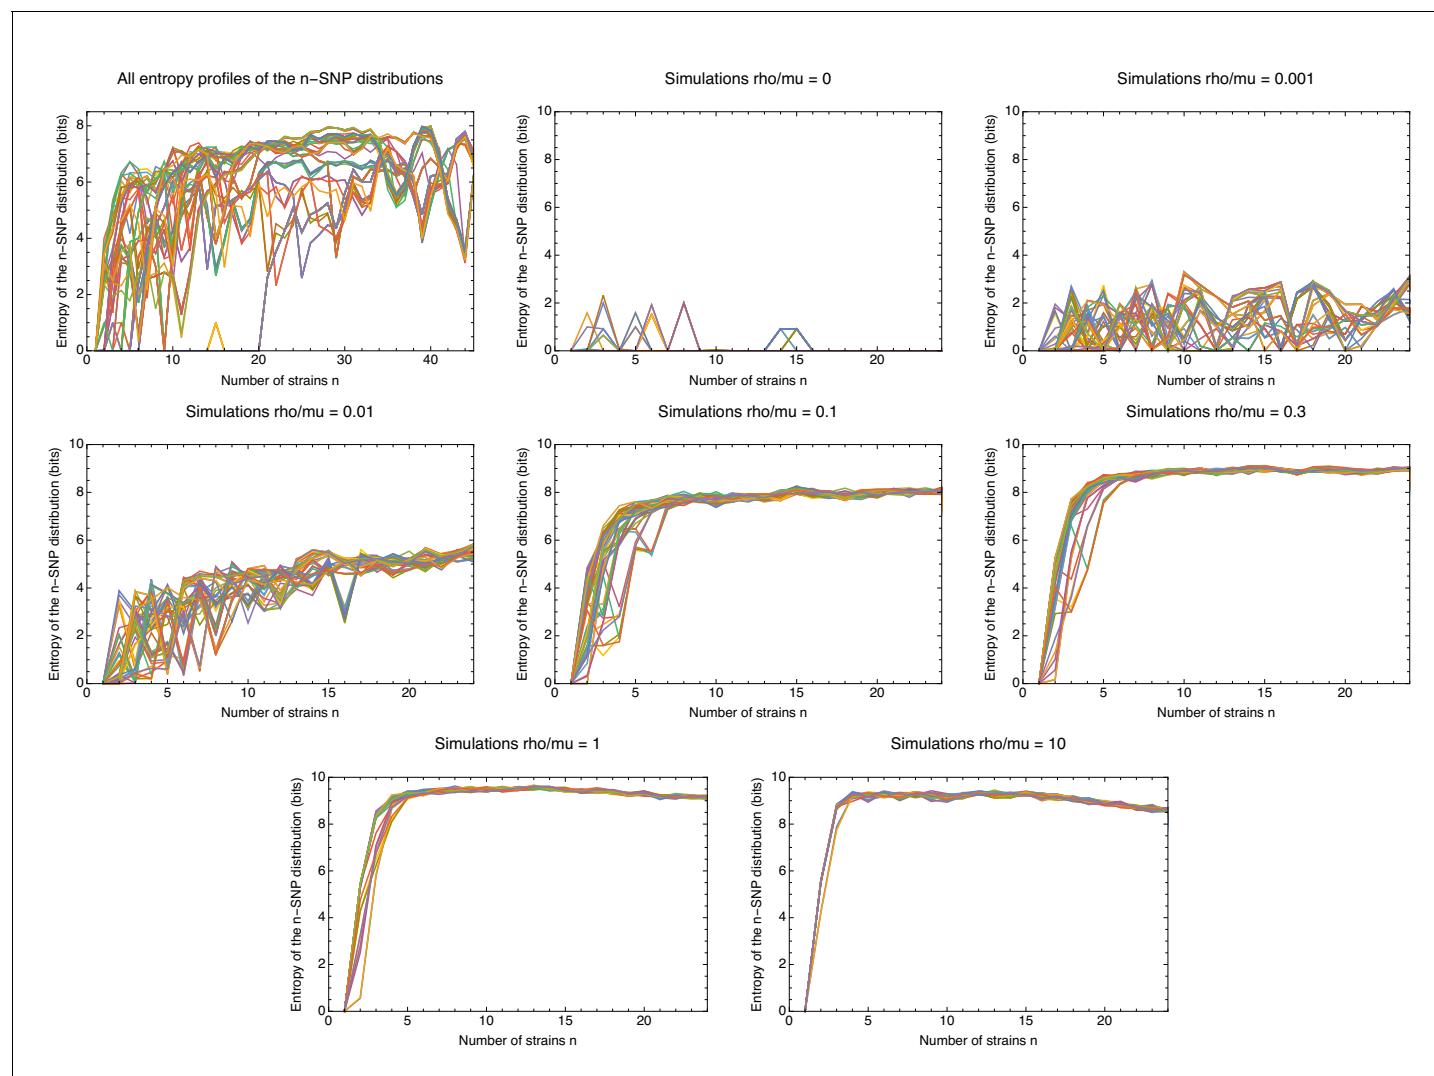 All entropy profiles of the n−SNP distributions
Simulations rho/mu = 0
Simulations rho/mu = 0.001
Entropy of the n−SNP distribution (bits)
8
6
4
2
0
0 10 20 30 40
Number of strains n
Entropy of the n−SNP distribution (bits)
10
8
6
4
2
0
0 5 10 15 20
Number of strains n
Entropy of the n−SNP distribution (bits)
10
8
6
4
2
0
0 5 10 15 20
Number of strains n
Simulations rho/mu = 0.01
Simulations rho/mu = 0.1
Simulations rho/mu = 0.3
Entropy of the n−SNP distribution (bits)
10
8
6
4
2
0
0 5 10 15 20
Number of strains n
Entropy of the n−SNP distribution (bits)
10
8
6
4
2
0
0 5 10 15 20
Number of strains n
Entropy of the n−SNP distribution (bits)
10
8
6
4
2
0
0 5 10 15 20
Number of strains n
Simulations rho/mu = 1
Simulations rho/mu = 10
Entropy of the n−SNP distribution (bits)
10
8
6
4
2
0
0 5 10 15 20
Number of strains n
Entropy of the n−SNP distribution (bits)
10
8
6
4
2
0
0 5 10 15 20
Number of strains n